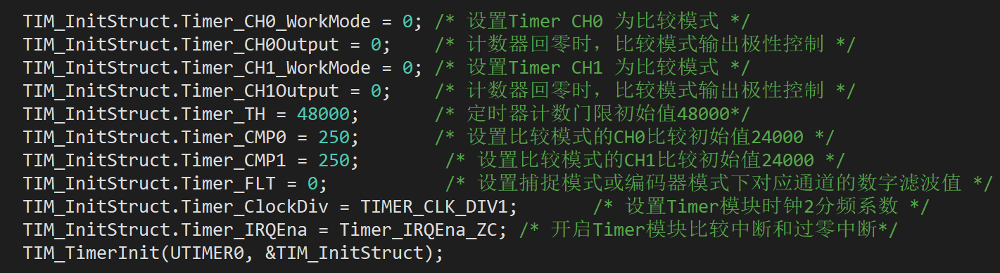 TIM_InitStruct.Timer_CH0_WorkMode = 0; /* 设置Timer CH0 为比较模式 */
TIM_InitStruct.Timer_CH0Output = 0;    /* 计数器回零时，比较模式输出极性控制 */
TIM_InitStruct.Timer_CH1_WorkMode = 0; /* 设置Timer CH1 为比较模式 */
TIM_InitStruct.Timer_CH1Output = 0;    /* 计数器回零时，比较模式输出极性控制 */
TIM_InitStruct.Timer_TH = 48000;       /* 定时器计数门限初始值48000*/
TIM_InitStruct.Timer_CMP0 = 250;       /* 设置比较模式的CH0比较初始值24000 */
TIM_InitStruct.Timer_CMP1 = 250;        /* 设置比较模式的CH1比较初始值24000 */
TIM_InitStruct.Timer_FLT = 0;           /* 设置捕捉模式或编码器模式下对应通道的数字滤波值 */
TIM_InitStruct.Timer_ClockDiv = TIMER_CLK_DIV1;       /* 设置Timer模块时钟2分频系数 */
TIM_InitStruct.Timer_IRQEna = Timer_IRQEna_ZC; /* 开启Timer模块比较中断和过零中断*/
TIM_TimerInit(UTIMER0, &TIM_InitStruct);